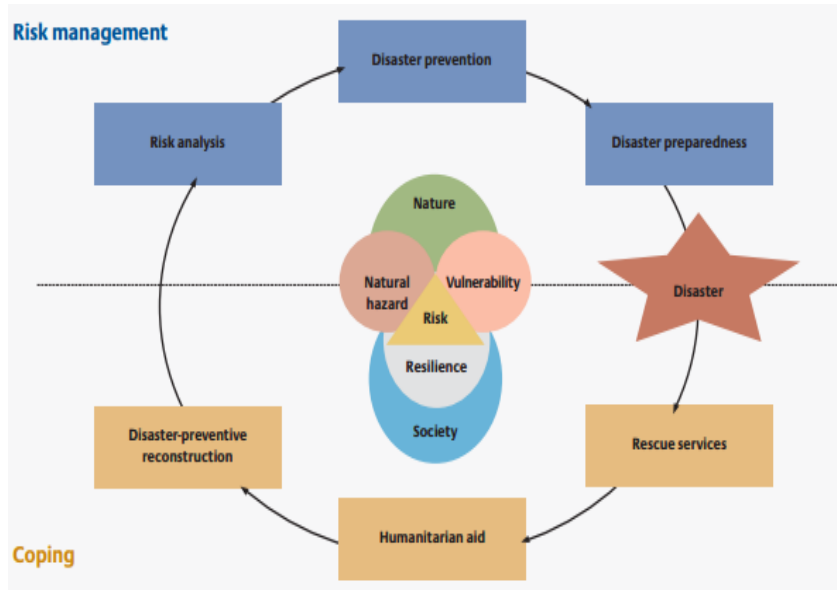 Risk management
Disaster prevention
Risk analysis
Disaster preparedness
Nature
Natural
hazard
Vulnerability
Risk
Disaster
Resilience
Society
Disaster-preventive
reconstruction
Rescue services
Humanitarian aid
Coping